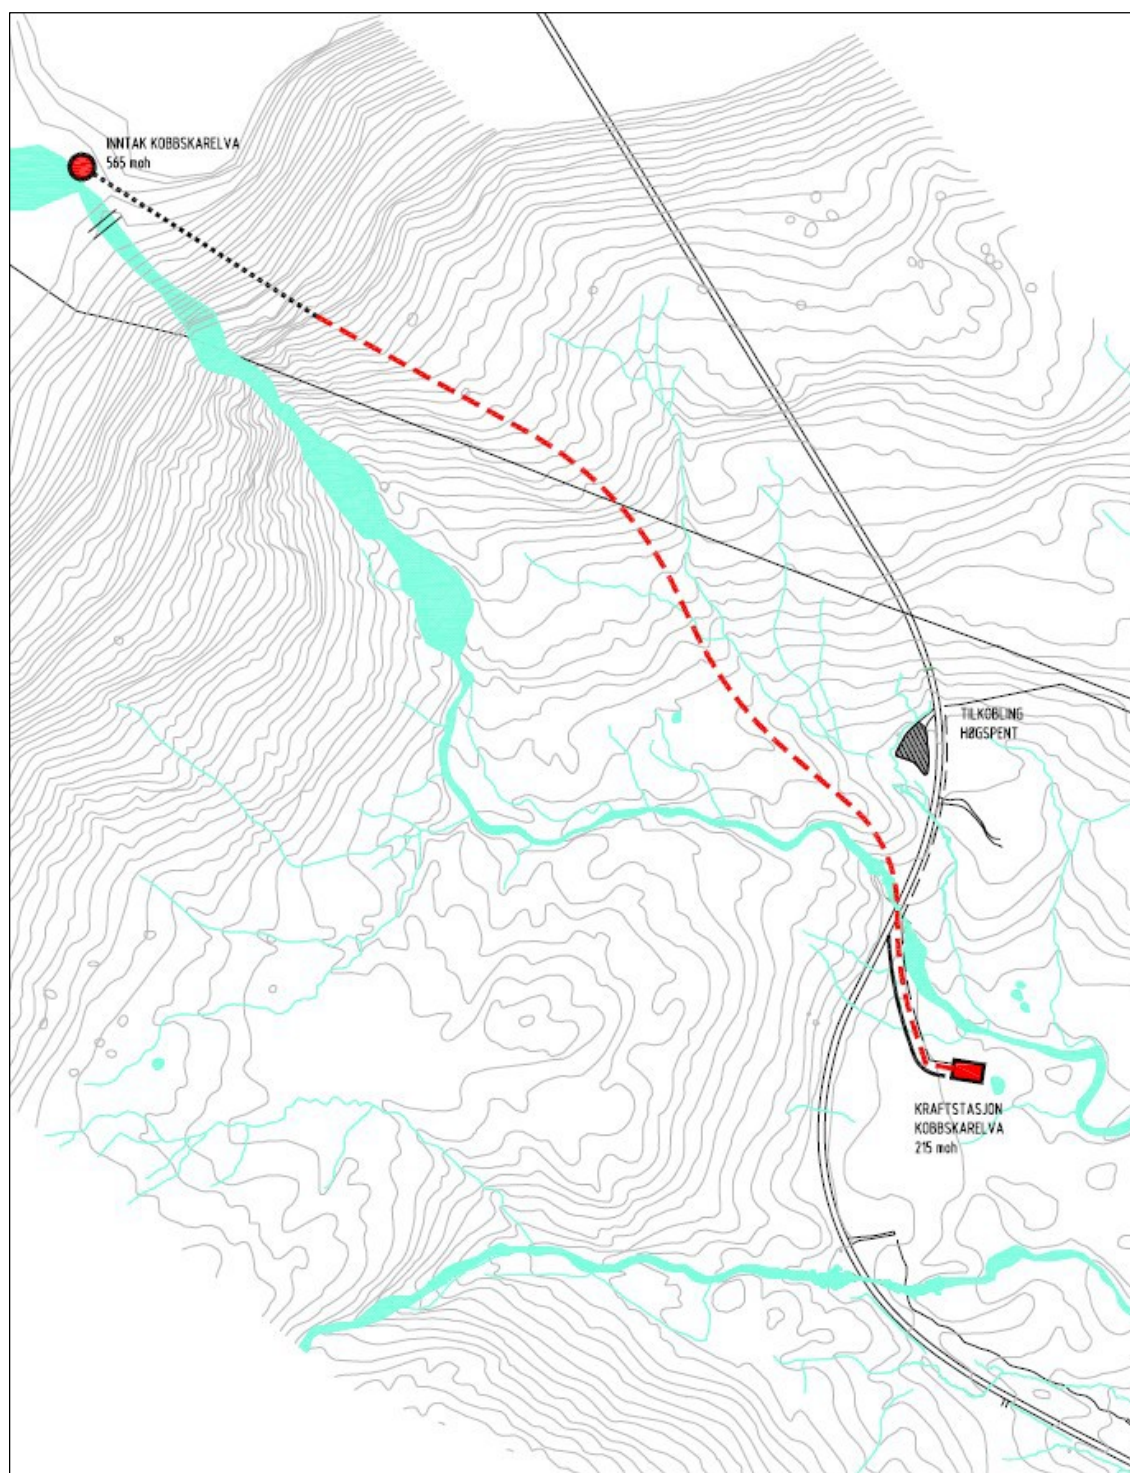 INNTAK KOBBSKARELVA
565 moh
TILKOBLING
HØGSPENT
KRAFTSTASJON
KOBBSKARELVA
215 moh